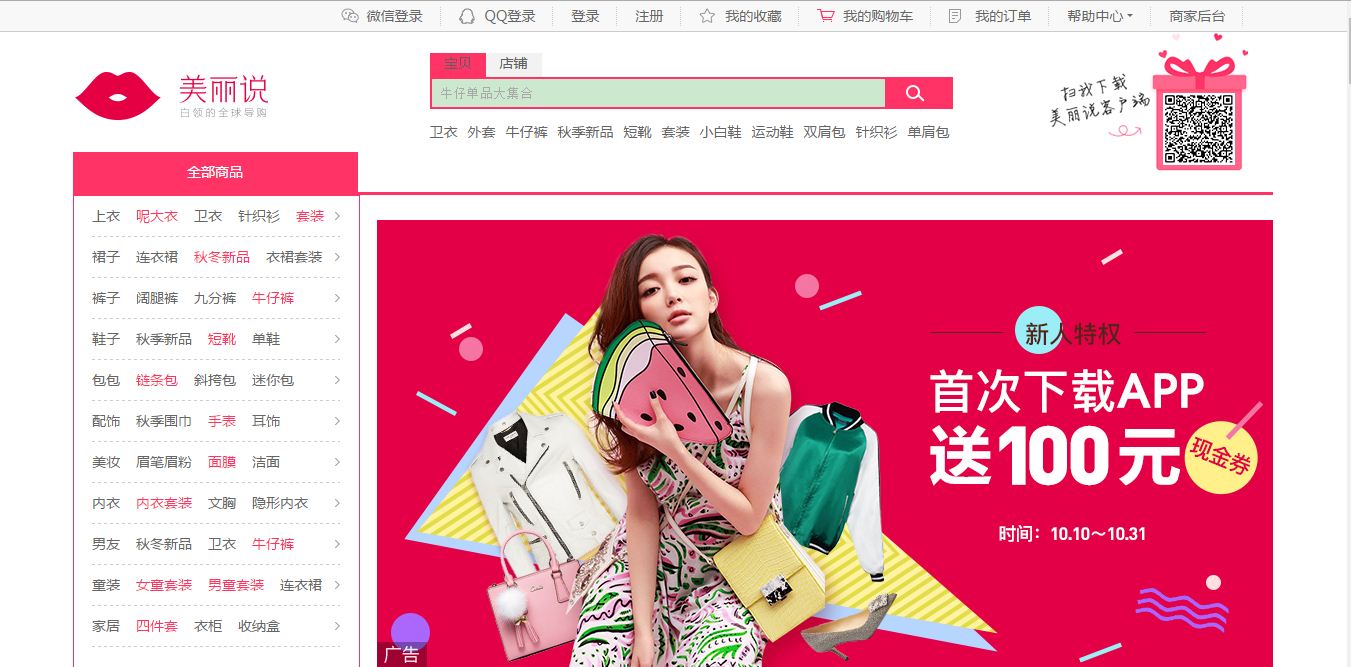 微信登录 QQ登录 登录 注册 我的收藏 我的购物车 我的订单 帮助中心 商家后台
宝贝 店铺
美丽说
白领的全球导购
牛仔单品大集合
卫衣 外套 牛仔裤 秋季新品 短靴 套装 小白鞋 运动鞋 双肩包 针织衫 单肩包
扫我下载
美丽说客户端
全部商品
上衣 呢大衣 卫衣 针织衫 套装
裙子 连衣裙 秋冬新品 衣裙套装
裤子 阔腿裤 九分裤 牛仔裤
鞋子 秋季新品 短靴 单鞋
包包 链条包 斜挎包 迷你包
配饰 秋季围巾 手表 耳饰
美妆 眉笔眉粉 面膜 洁面
内衣 内衣套装 文胸 隐形内衣
男友 秋冬新品 卫衣 牛仔裤
童装 女童套装 男童套装 连衣裙
家居 四件套 衣柜 收纳盒
新人特权
首次下载APP
送100元 现金券
时间：10.10～10.31
广告